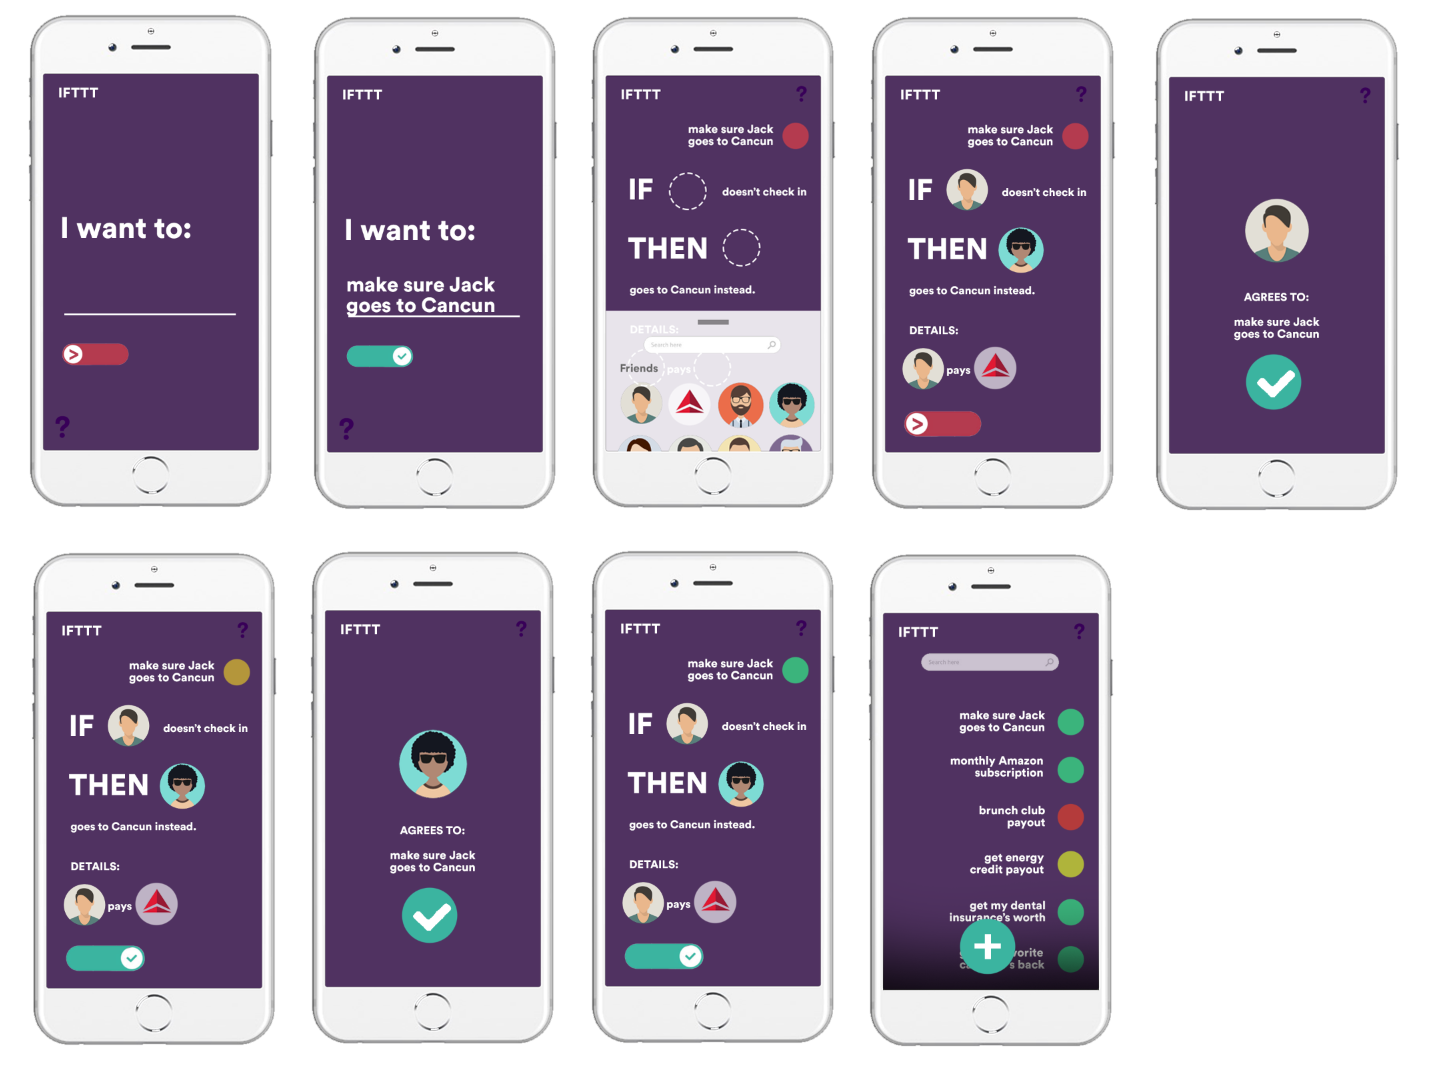 IFTTT
I want to:
>
?
IFTTT
I want to:
make sure Jack
goes to Cancun
?
IFTTT
?
make sure Jack
goes to Cancun
IF
doesn't check in
THEN
goes to Cancun instead.
DETAILS:
Search here
Friends
pays
IFTTT
?
make sure Jack
goes to Cancun
IF
doesn't check in
THEN
goes to Cancun instead.
DETAILS:
pays
>
IFTTT
?
AGREES TO:
make sure Jack
goes to Cancun
IFTTT
?
make sure Jack
goes to Cancun
IF
doesn't check in
THEN
goes to Cancun instead.
DETAILS:
pays
IFTTT
?
AGREES TO:
make sure Jack
goes to Cancun
IFTTT
?
make sure Jack
goes to Cancun
IF
doesn't check in
THEN
goes to Cancun instead.
DETAILS:
pays
IFTTT
?
Search here
make sure Jack
goes to Cancun
monthly Amazon
subscription
brunch club
payout
get energy
credit payout
get my dental
insurance's worth
+
back